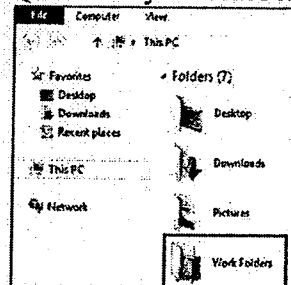 File Computer View
This PC
Favorites
Desktop
Downloads
Recent places
This PC
Network
Folders (7)
Desktop
Downloads
Pictures
Work Folders